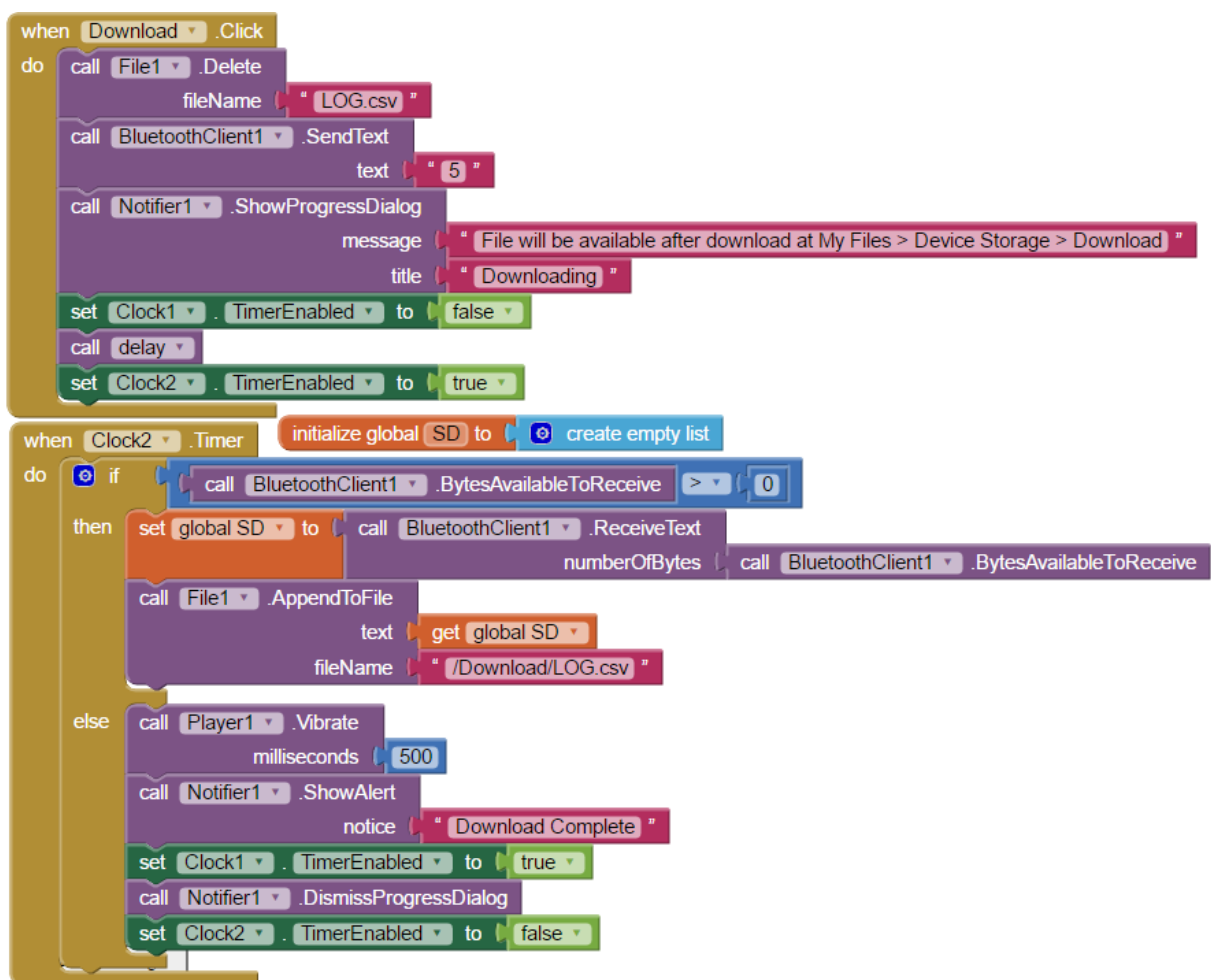 when Download .Click
do call File1 .Delete
fileName " LOG.csv "
call BluetoothClient1 .SendText
text " 5 "
call Notifier1 .ShowProgressDialog
message " File will be available after download at My Files > Device Storage > Download "
title " Downloading "
set Clock1 . TimerEnabled to false
call delay
set Clock2 . TimerEnabled to true
initialize global SD to create empty list
when Clock2 .Timer
do if call BluetoothClient1 .BytesAvailableToReceive > 0
then set global SD to call BluetoothClient1 .ReceiveText
numberOfBytes call BluetoothClient1 .BytesAvailableToReceive
call File1 .AppendToFile
text get global SD
fileName " /Download/LOG.csv "
else call Player1 .Vibrate
milliseconds 500
call Notifier1 .ShowAlert
notice " Download Complete "
set Clock1 . TimerEnabled to true
call Notifier1 .DismissProgressDialog
set Clock2 . TimerEnabled to false